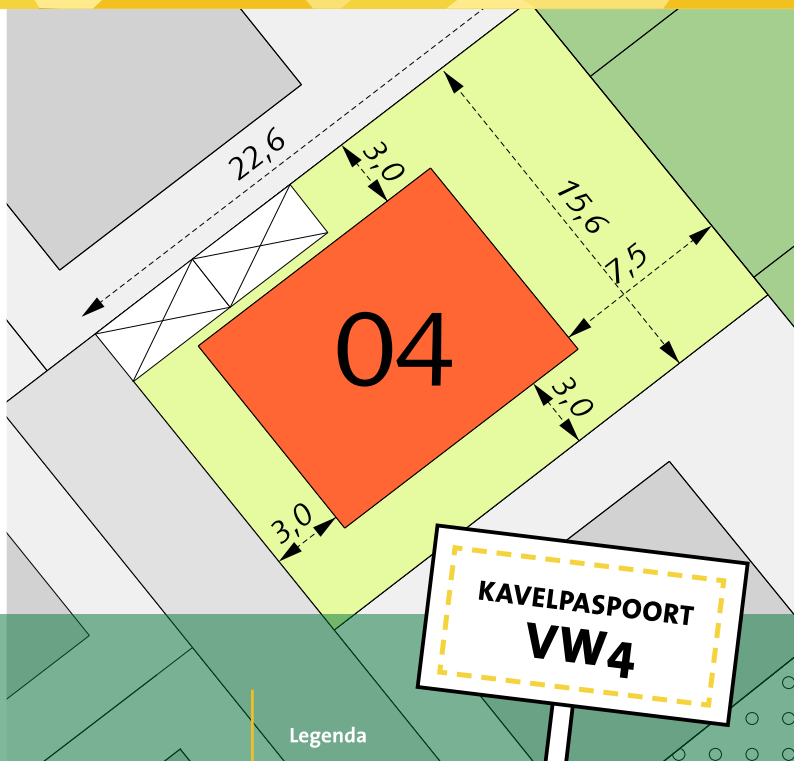 22,6
3,0
15,6
7,5
04
3,0
3,0
KAVELPASPOORT
VW4
Legenda